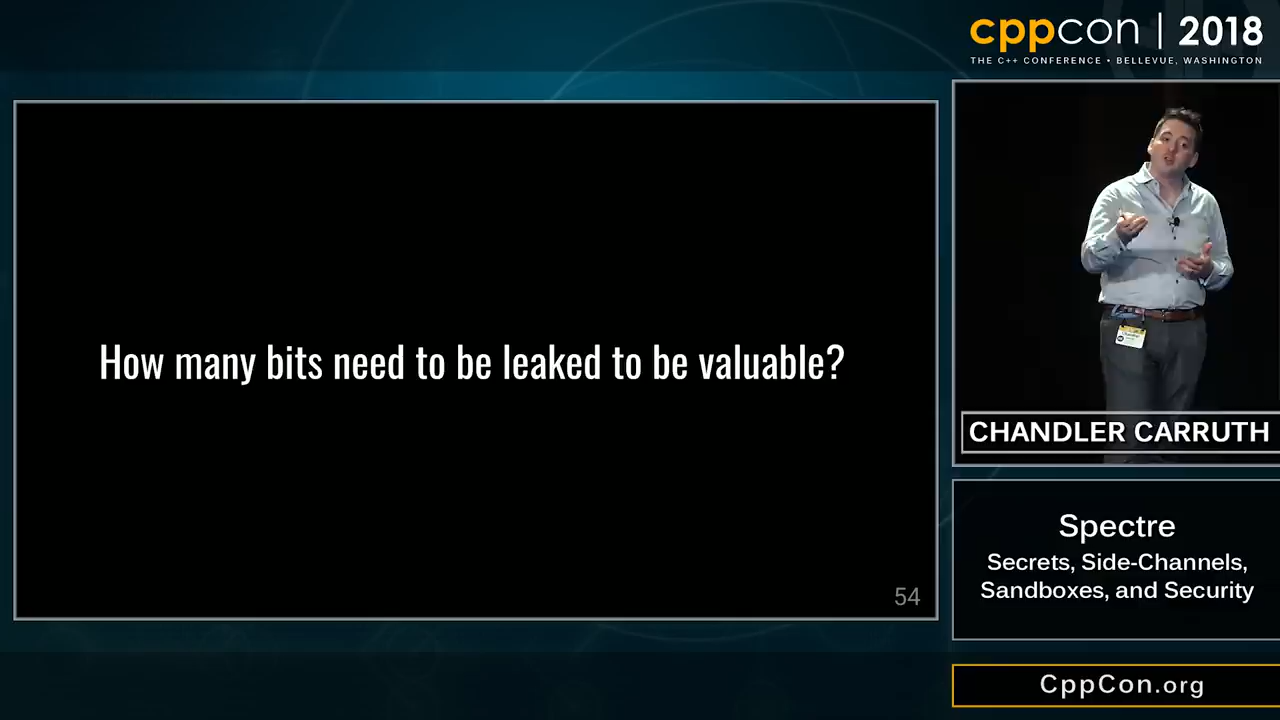 cppcon | 2018
THE C++ CONFERENCE • BELLEVUE, WASHINGTON
How many bits need to be leaked to be valuable?
54
CHANDLER CARRUTH
Spectre
Secrets, Side-Channels,
Sandboxes, and Security
CppCon.org